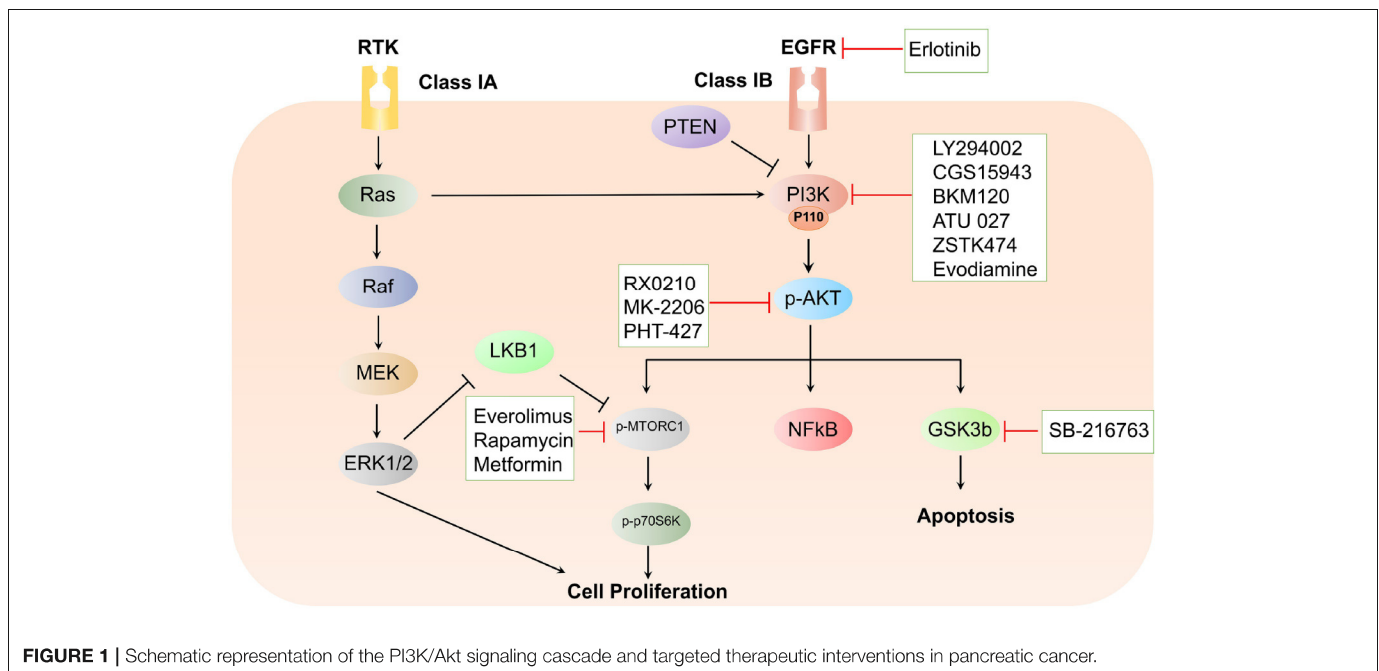 RTK
EGFR
Erlotinib
Class IA
Class IB
PTEN
LY294002
CGS15943
BKM120
ATU 027
ZSTK474
Evodiamine
Ras
PI3K
P110
Raf
RX0210
MK-2206
PHT-427
p-AKT
LKB1
MEK
Everolimus
Rapamycin
Metformin
p-MTORC1
NFkB
GSK3b
SB-216763
ERK1/2
p-p70S6K
Apoptosis
Cell Proliferation
FIGURE 1 | Schematic representation of the PI3K/Akt signaling cascade and targeted therapeutic interventions in pancreatic cancer.